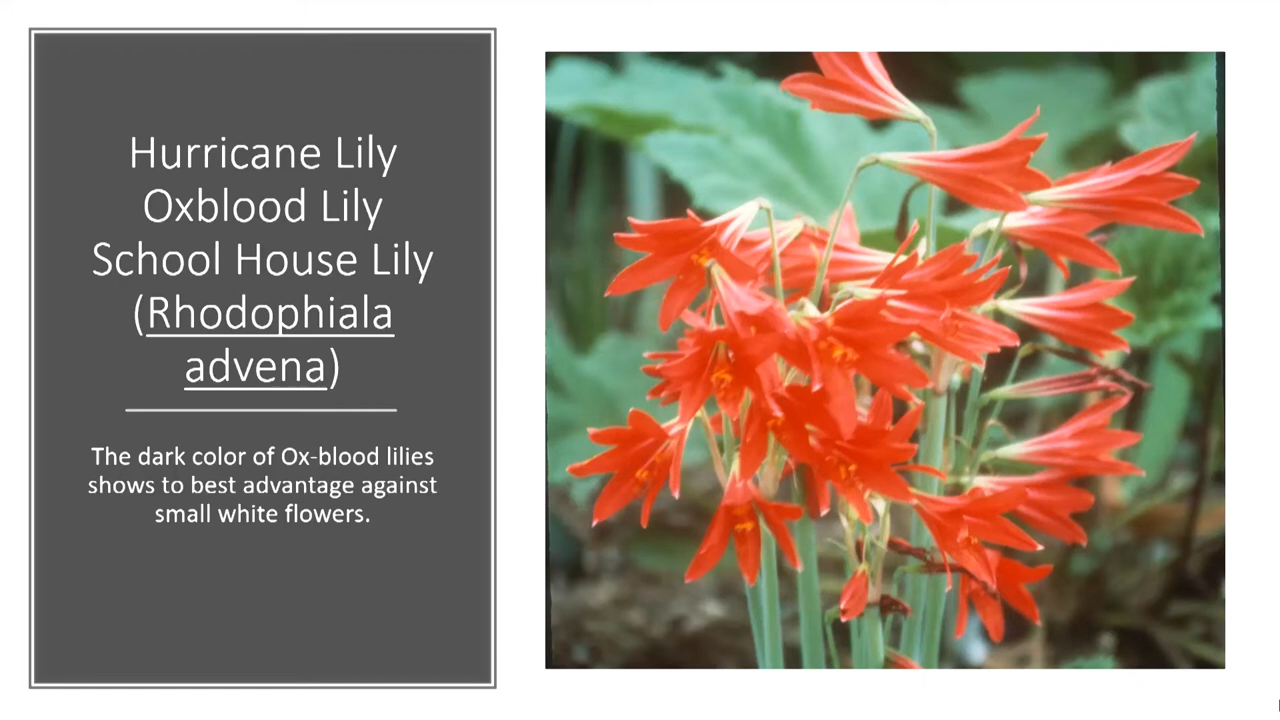 Hurricane Lily
Oxblood Lily
School House Lily
(Rhodophiala
advena)
The dark color of Ox-blood lilies
shows to best advantage against
small white flowers.